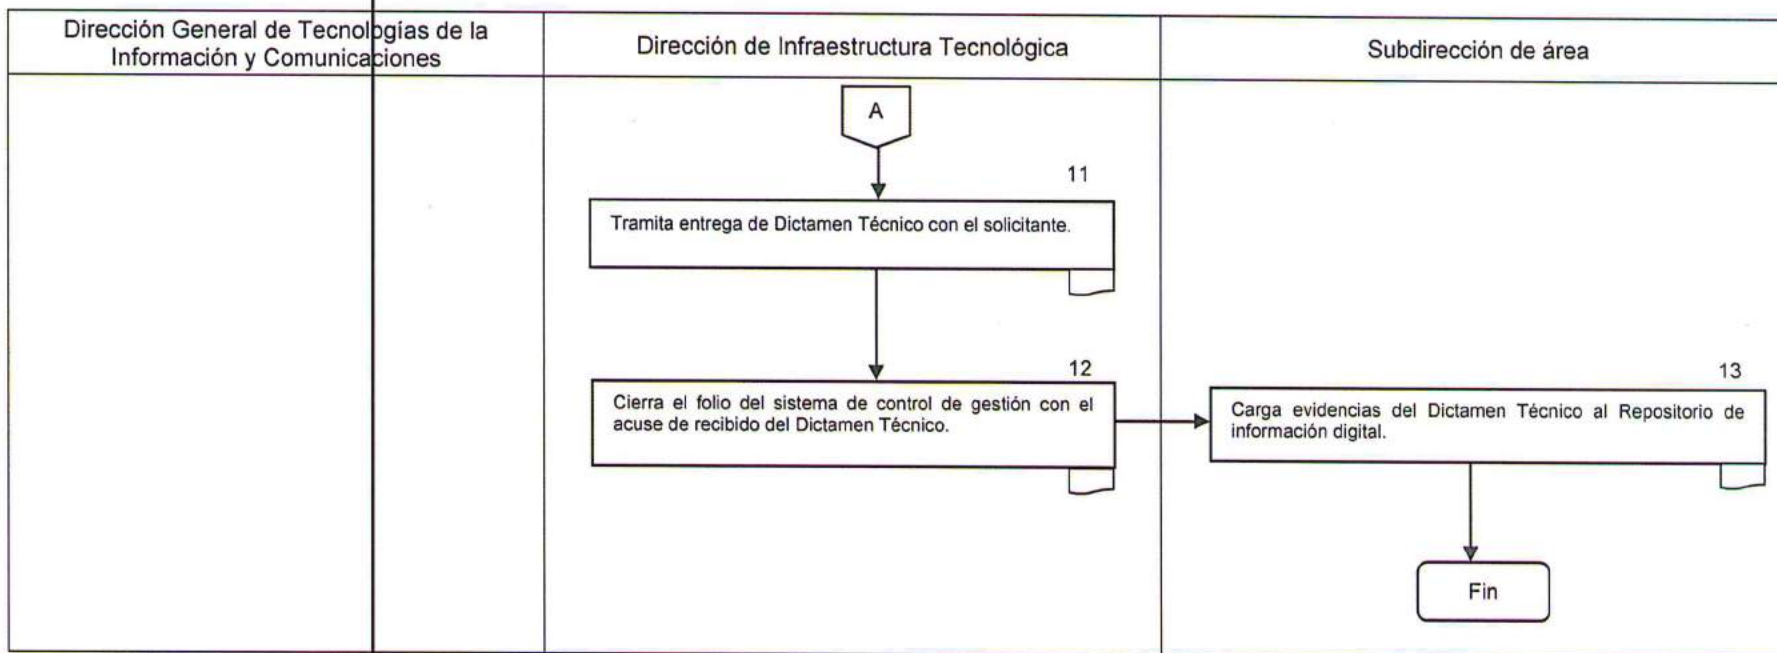 Dirección General de Tecnologías de la
Información y Comunicaciones
Dirección de Infraestructura Tecnológica
Subdirección de área
A
11
Tramita entrega de Dictamen Técnico con el solicitante.
12
Cierra el folio del sistema de control de gestión con el
acuse de recibido del Dictamen Técnico.
13
Carga evidencias del Dictamen Técnico al Repositorio de
información digital.
Fin